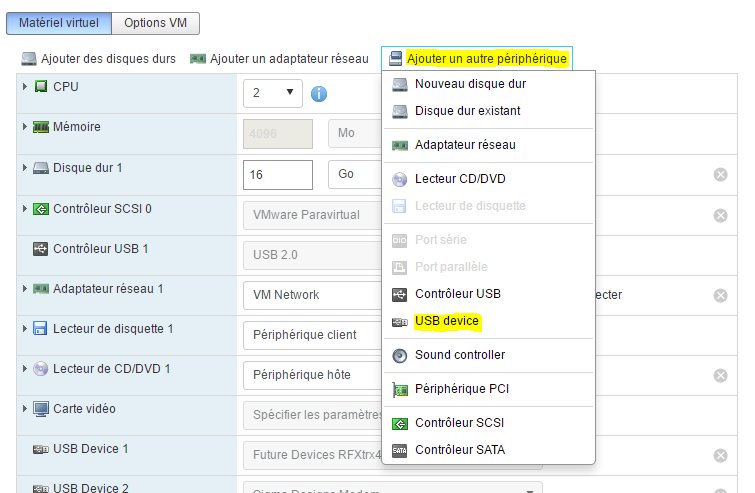 Matériel virtuel
Options VM
Ajouter des disques durs
Ajouter un adaptateur réseau
Ajouter un autre périphérique
Nouveau disque dur
Disque dur existant
Adaptateur réseau
Lecteur CD/DVD
Lecteur de disquette
Port série
Port parallèle
Contrôleur USB
USB device
Sound controller
Périphérique PCI
Contrôleur SCSI
Contrôleur SATA
CPU
2
Mémoire
4096
Mo
Disque dur 1
16
Go
Contrôleur SCSI 0
VMware Paravirtual
Contrôleur USB 1
USB 2.0
Adaptateur réseau 1
VM Network
ecter
Lecteur de disquette 1
Périphérique client
Lecteur de CD/DVD 1
Périphérique hôte
Carte vidéo
Spécifier les paramètres
USB Device 1
Future Devices RFXtrx4
USB Device 2
Sigma Designs Modem